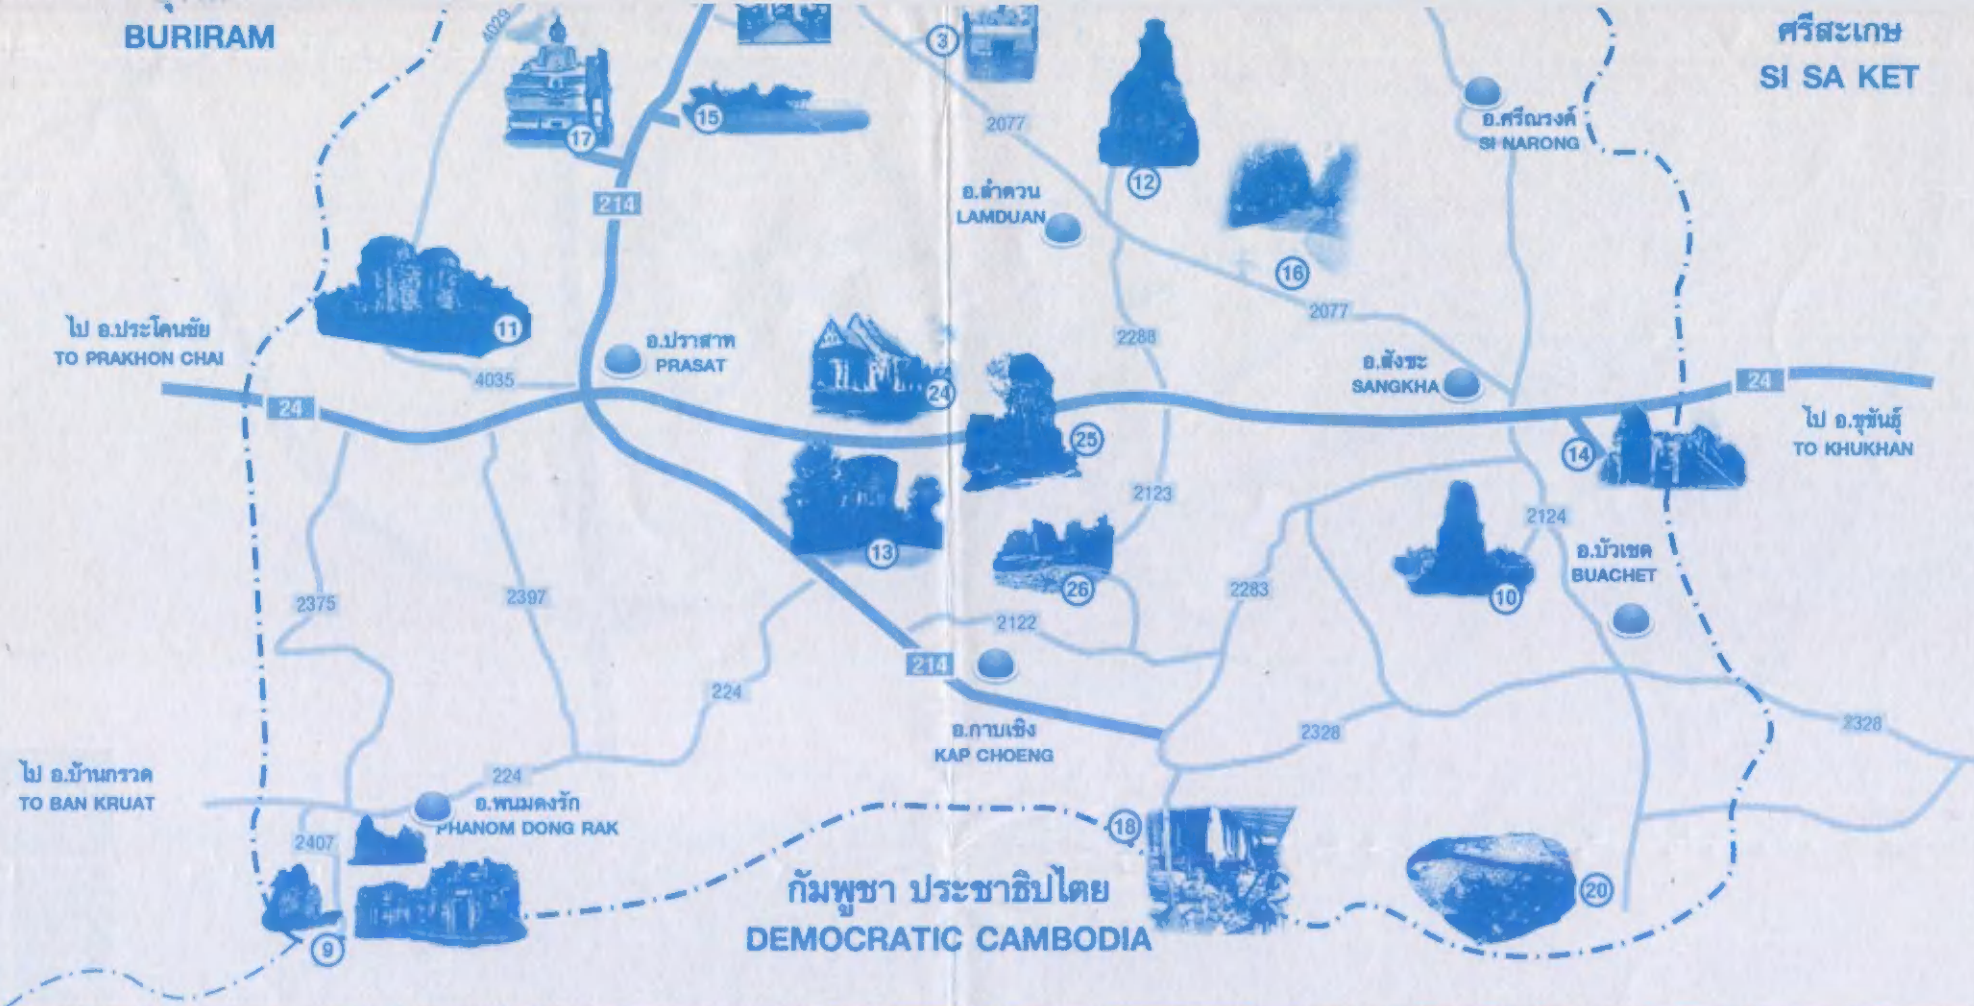 BURIRAM
4029
3
ศรีสะเกษ
SI SA KET
17
15
2077
12
อ.ศรีณรงค์
SI NARONG
214
อ.ลำดวน
LAMDUAN
16
11
ไป อ.ประโคนชัย
TO PRAKHON CHAI
อ.ปราสาท
PRASAT
4035
2288
2077
อ.สังขะ
SANGKHA
24
24
24
25
14
ไป อ.ขุขันธุ์
TO KHUKHAN
13
2123
2124
อ.บัวเชด
BUACHET
2375
2397
26
2283
10
2122
214
224
อ.กาบเชิง
KAP CHOENG
2328
2328
ไป อ.บ้านกรวด
TO BAN KRUAT
224
อ.พนมดงรัก
PHANOM DONG RAK
2407
18
กัมพูชา ประชาธิปไตย
DEMOCRATIC CAMBODIA
20
9